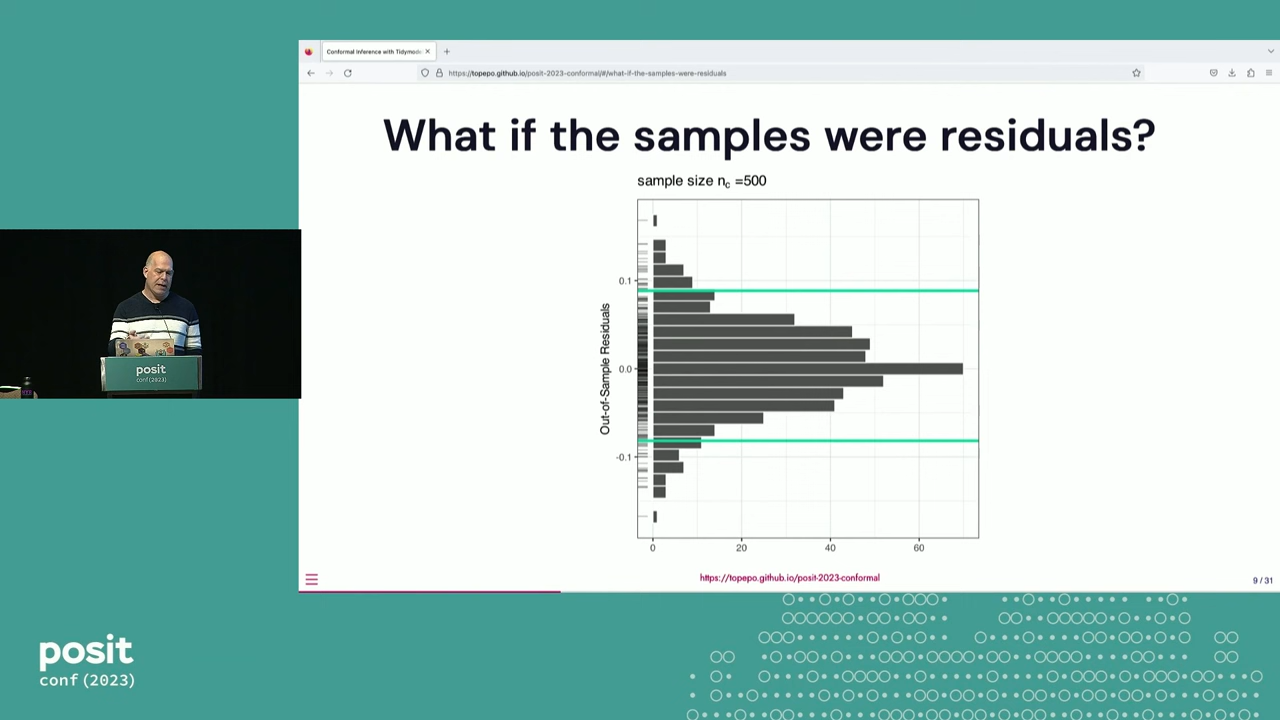 Conformal Inference with Tidymod
https://topepo.github.io/posit-2023-conformal/#/what-if-the-samples-were-residuals
What if the samples were residuals?
sample size nc =500
Out-of-Sample Residuals
0.1
0.0
-0.1
0
20
40
60
https://topepo.github.io/posit-2023-conformal
9 / 31
posit
conf(2023)
posit
conf(2023)